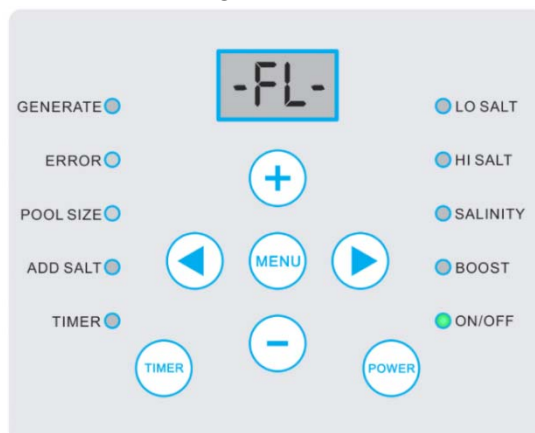 -FL-
GENERATE
LO SALT
ERROR
HI SALT
+
POOL SIZE
SALINITY
ADD SALT
MENU
BOOST
TIMER
ON/OFF
-
TIMER
POWER